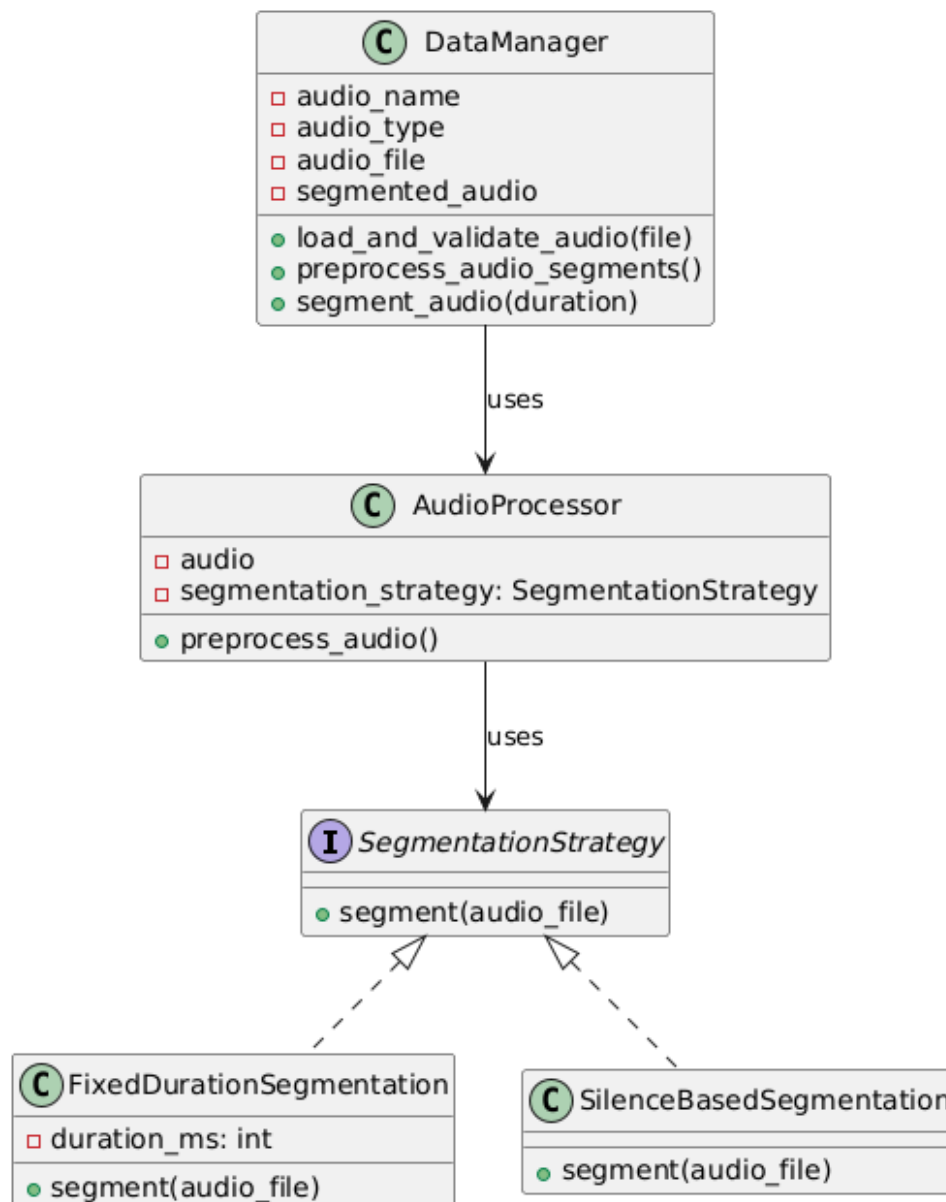 C DataManager
audio_name
audio_type
audio_file
segmented_audio
load_and_validate_audio(file)
preprocess_audio_segments()
segment_audio(duration)
uses
C AudioProcessor
audio
segmentation_strategy: SegmentationStrategy
preprocess_audio()
uses
I SegmentationStrategy
segment(audio_file)
C FixedDurationSegmentation
duration_ms: int
segment(audio_file)
C SilenceBasedSegmentation
segment(audio_file)